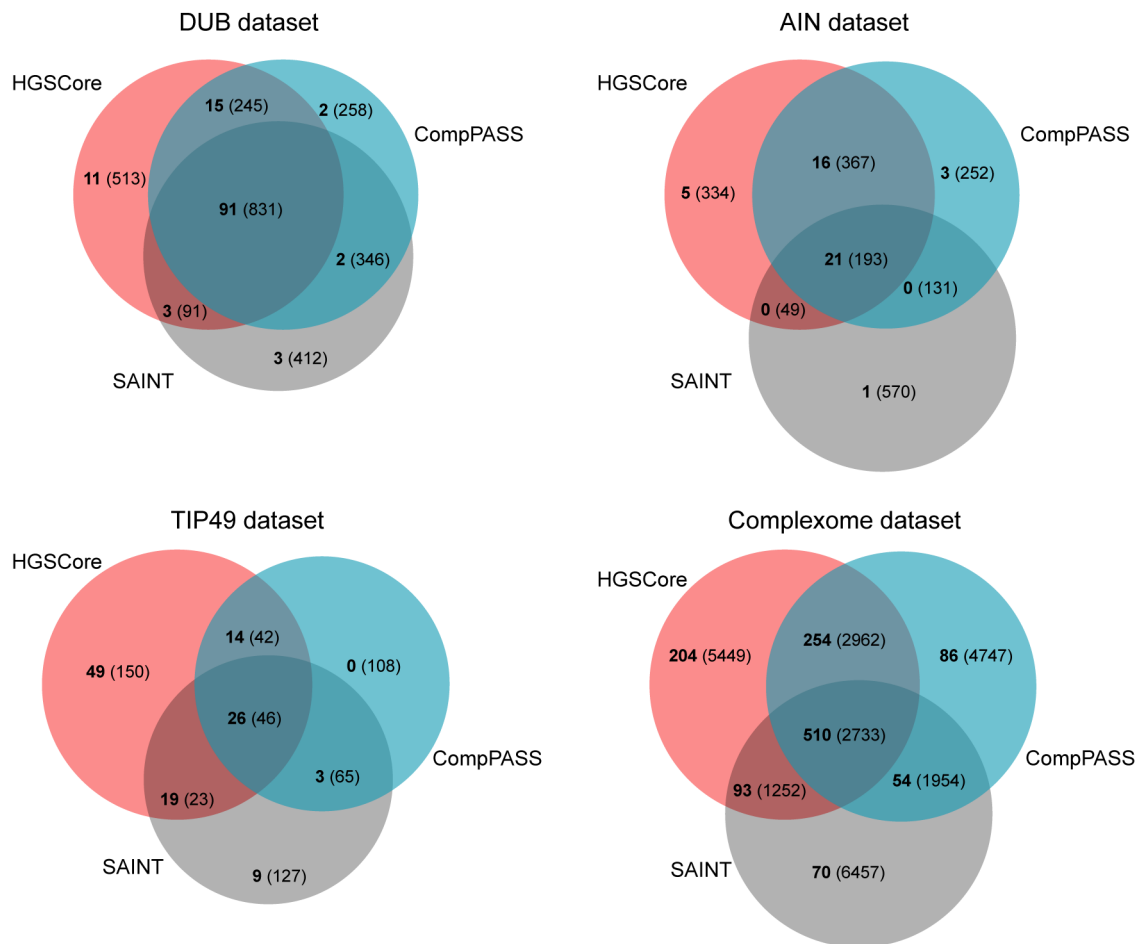 DUB dataset
HGSCore
15 (245)
2 (258)
CompPASS
11 (513)
91 (831)
2 (346)
3 (91)
3 (412)
SAINT
AIN dataset
HGSCore
CompPASS
16 (367)
3 (252)
5 (334)
21 (193)
0 (131)
0 (49)
SAINT
1 (570)
TIP49 dataset
HGSCore
14 (42)
0 (108)
49 (150)
26 (46)
CompPASS
3 (65)
19 (23)
SAINT
9 (127)
Complexome dataset
HGSCore
254 (2962)
204 (5449)
86 (4747)
510 (2733)
CompPASS
54 (1954)
93 (1252)
SAINT
70 (6457)